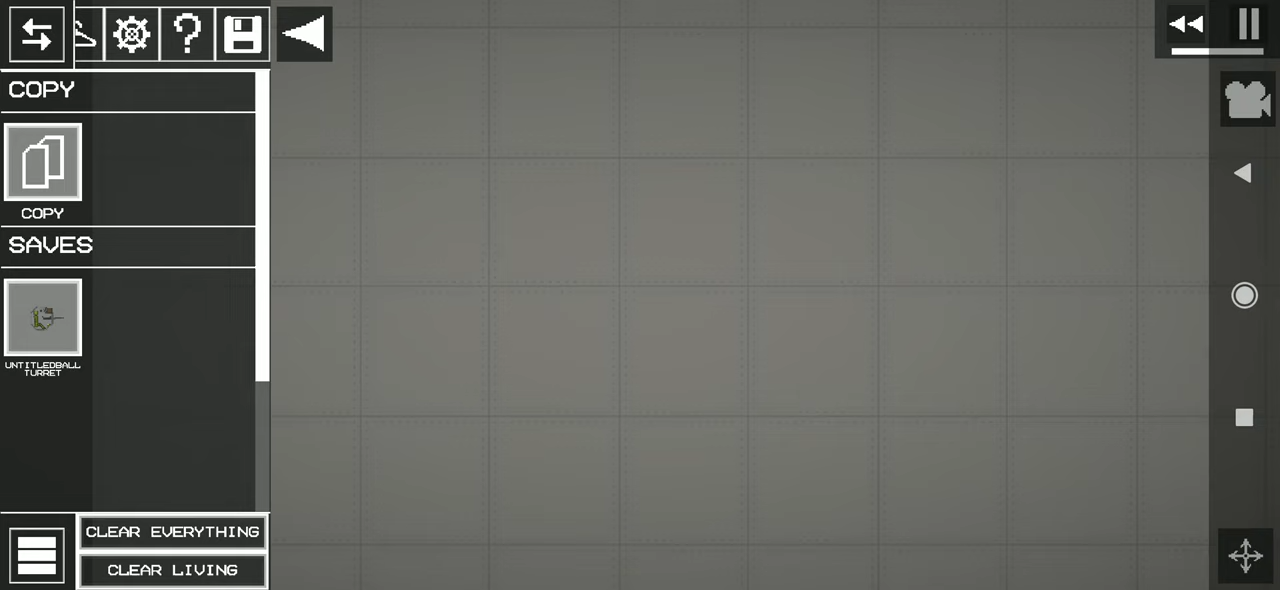 COPY
COPY
SAVES
UNTITLEDBALL
TURRET
CLEAR EVERYTHING
CLEAR LIVING